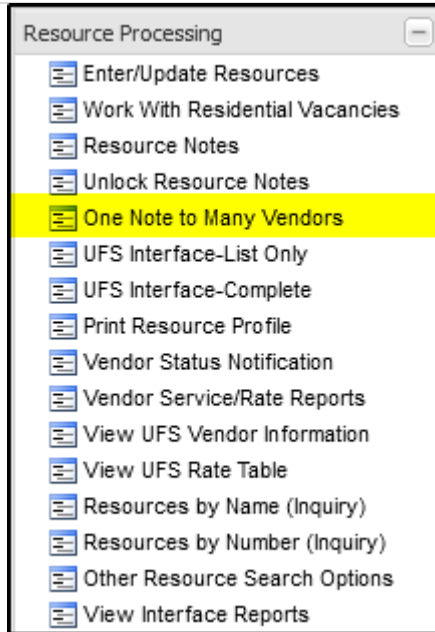 Resource Processing
Enter/Update Resources
Work With Residential Vacancies
Resource Notes
Unlock Resource Notes
One Note to Many Vendors
UFS Interface-List Only
UFS Interface-Complete
Print Resource Profile
Vendor Status Notification
Vendor Service/Rate Reports
View UFS Vendor Information
View UFS Rate Table
Resources by Name (Inquiry)
Resources by Number (Inquiry)
Other Resource Search Options
View Interface Reports